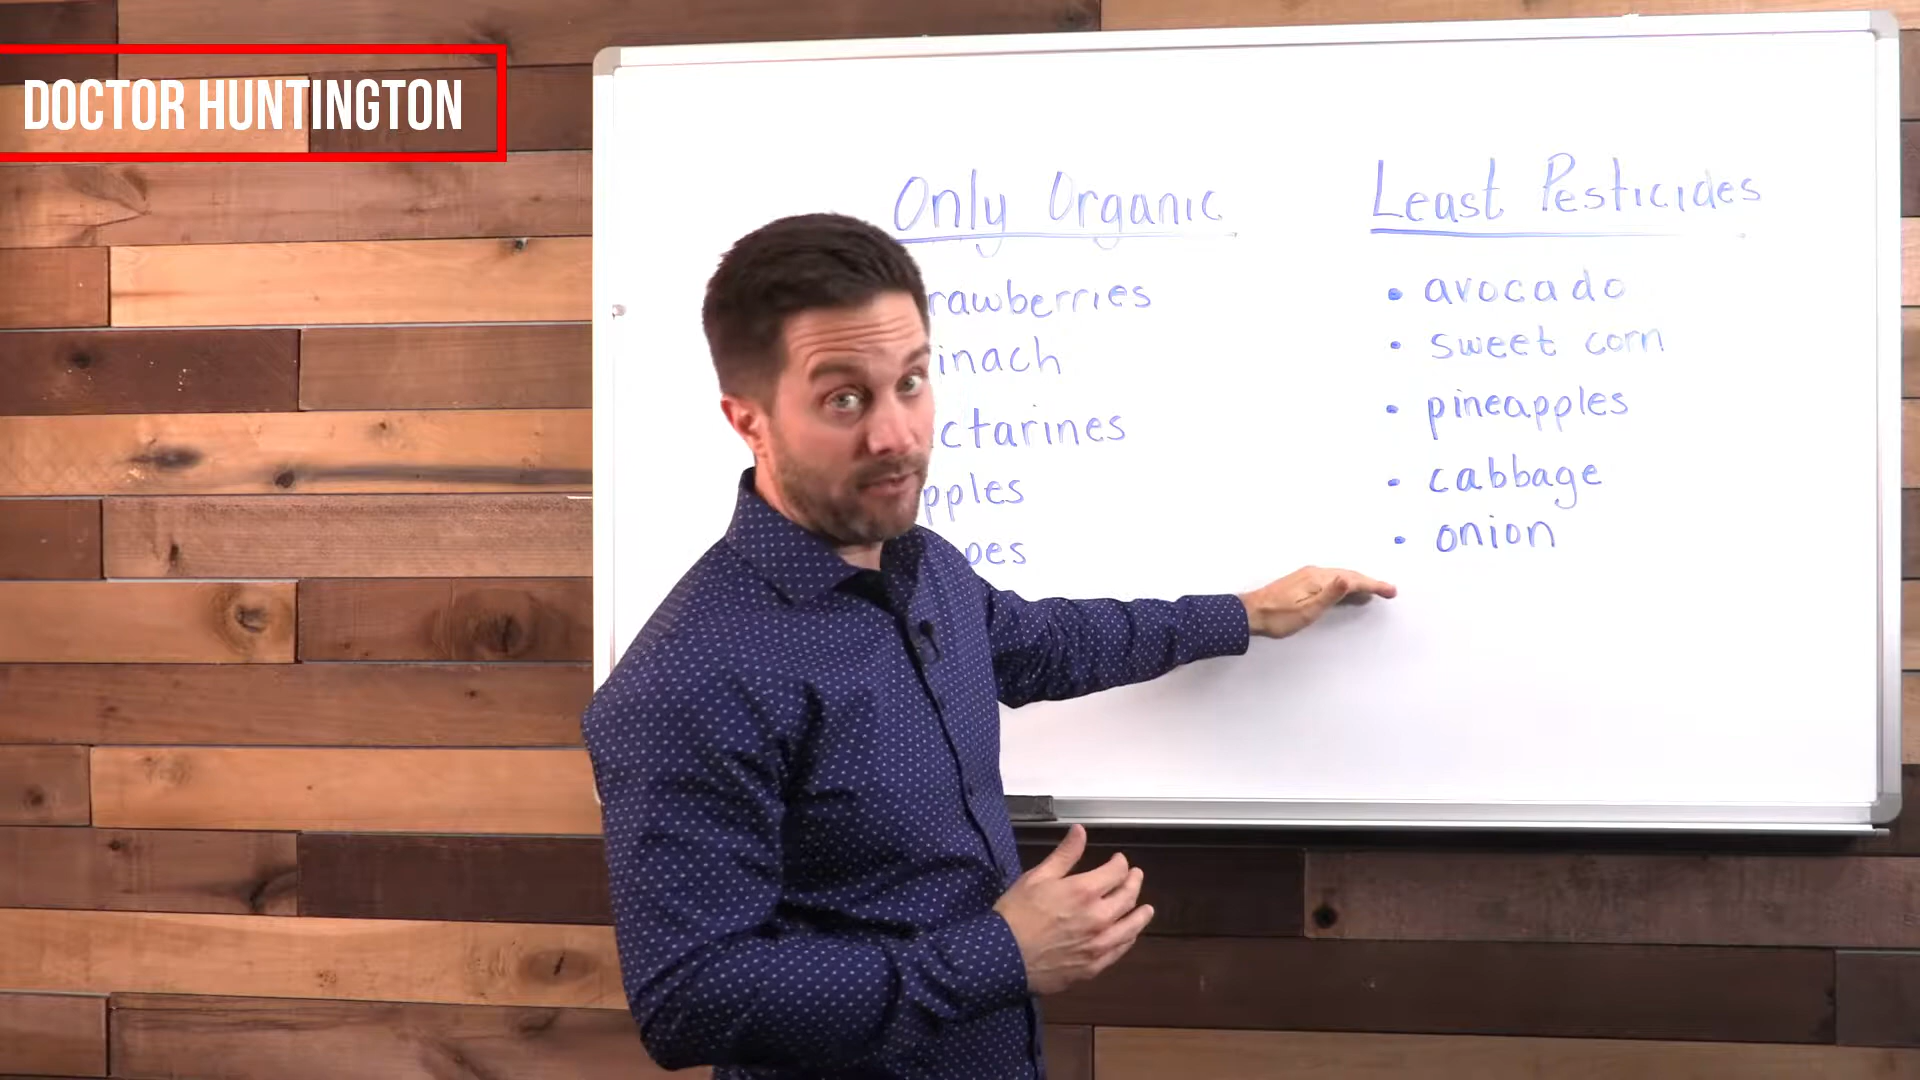 DOCTOR HUNTINGTON
Only Organic
rawberries
inach
ctarines
pples
pes
Least Pesticides
• avocado
• sweet corn
• pineapples
• cabbage
• onion